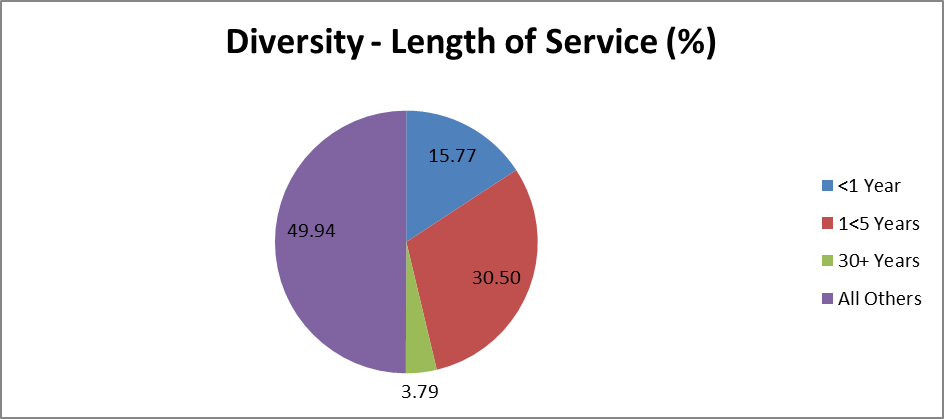 Diversity - Length of Service (%)
15.77
49.94
30.50
3.79
<1 Year
1<5 Years
30+ Years
All Others